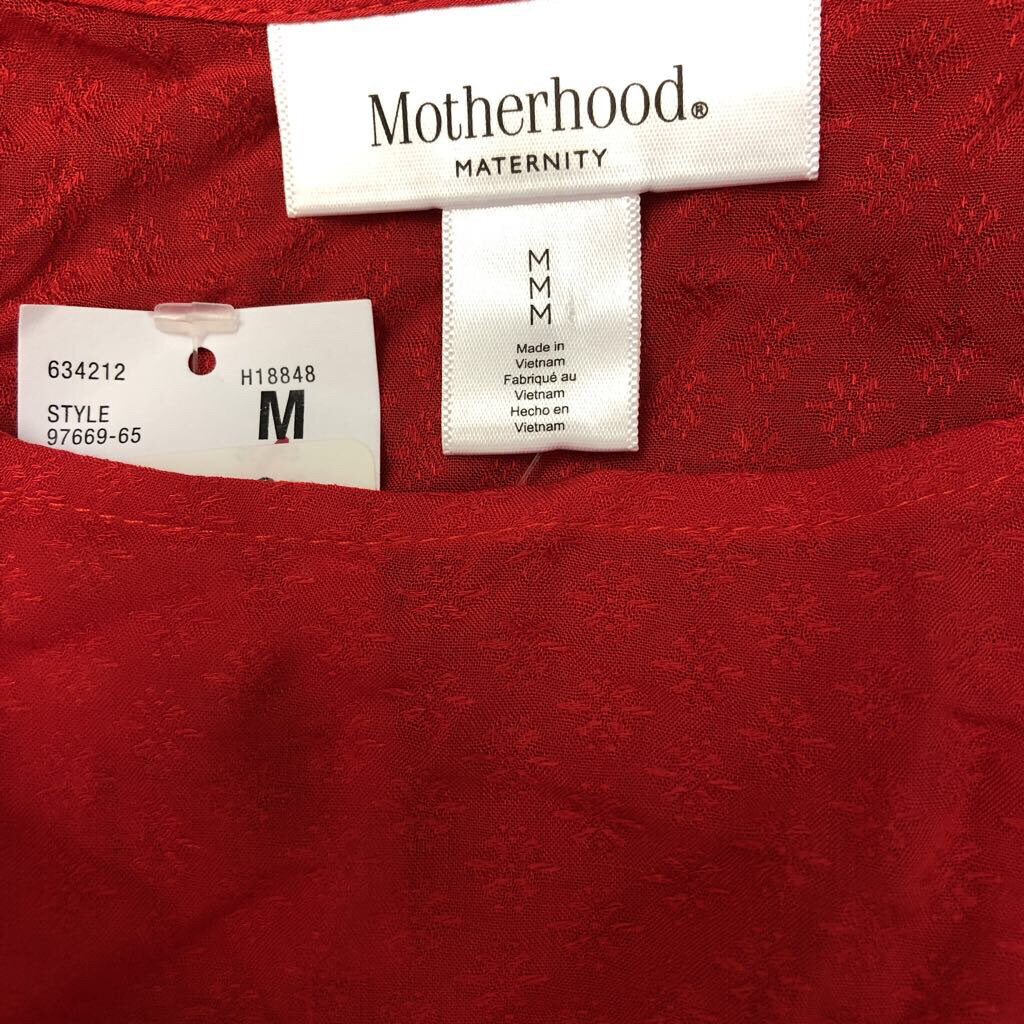 Motherhood®
MATERNITY
M
M
M
Made in
Vietnam
Fabriqué au
Vietnam
Hecho en
Vietnam
634212
H18848
STYLE
97669-65
M